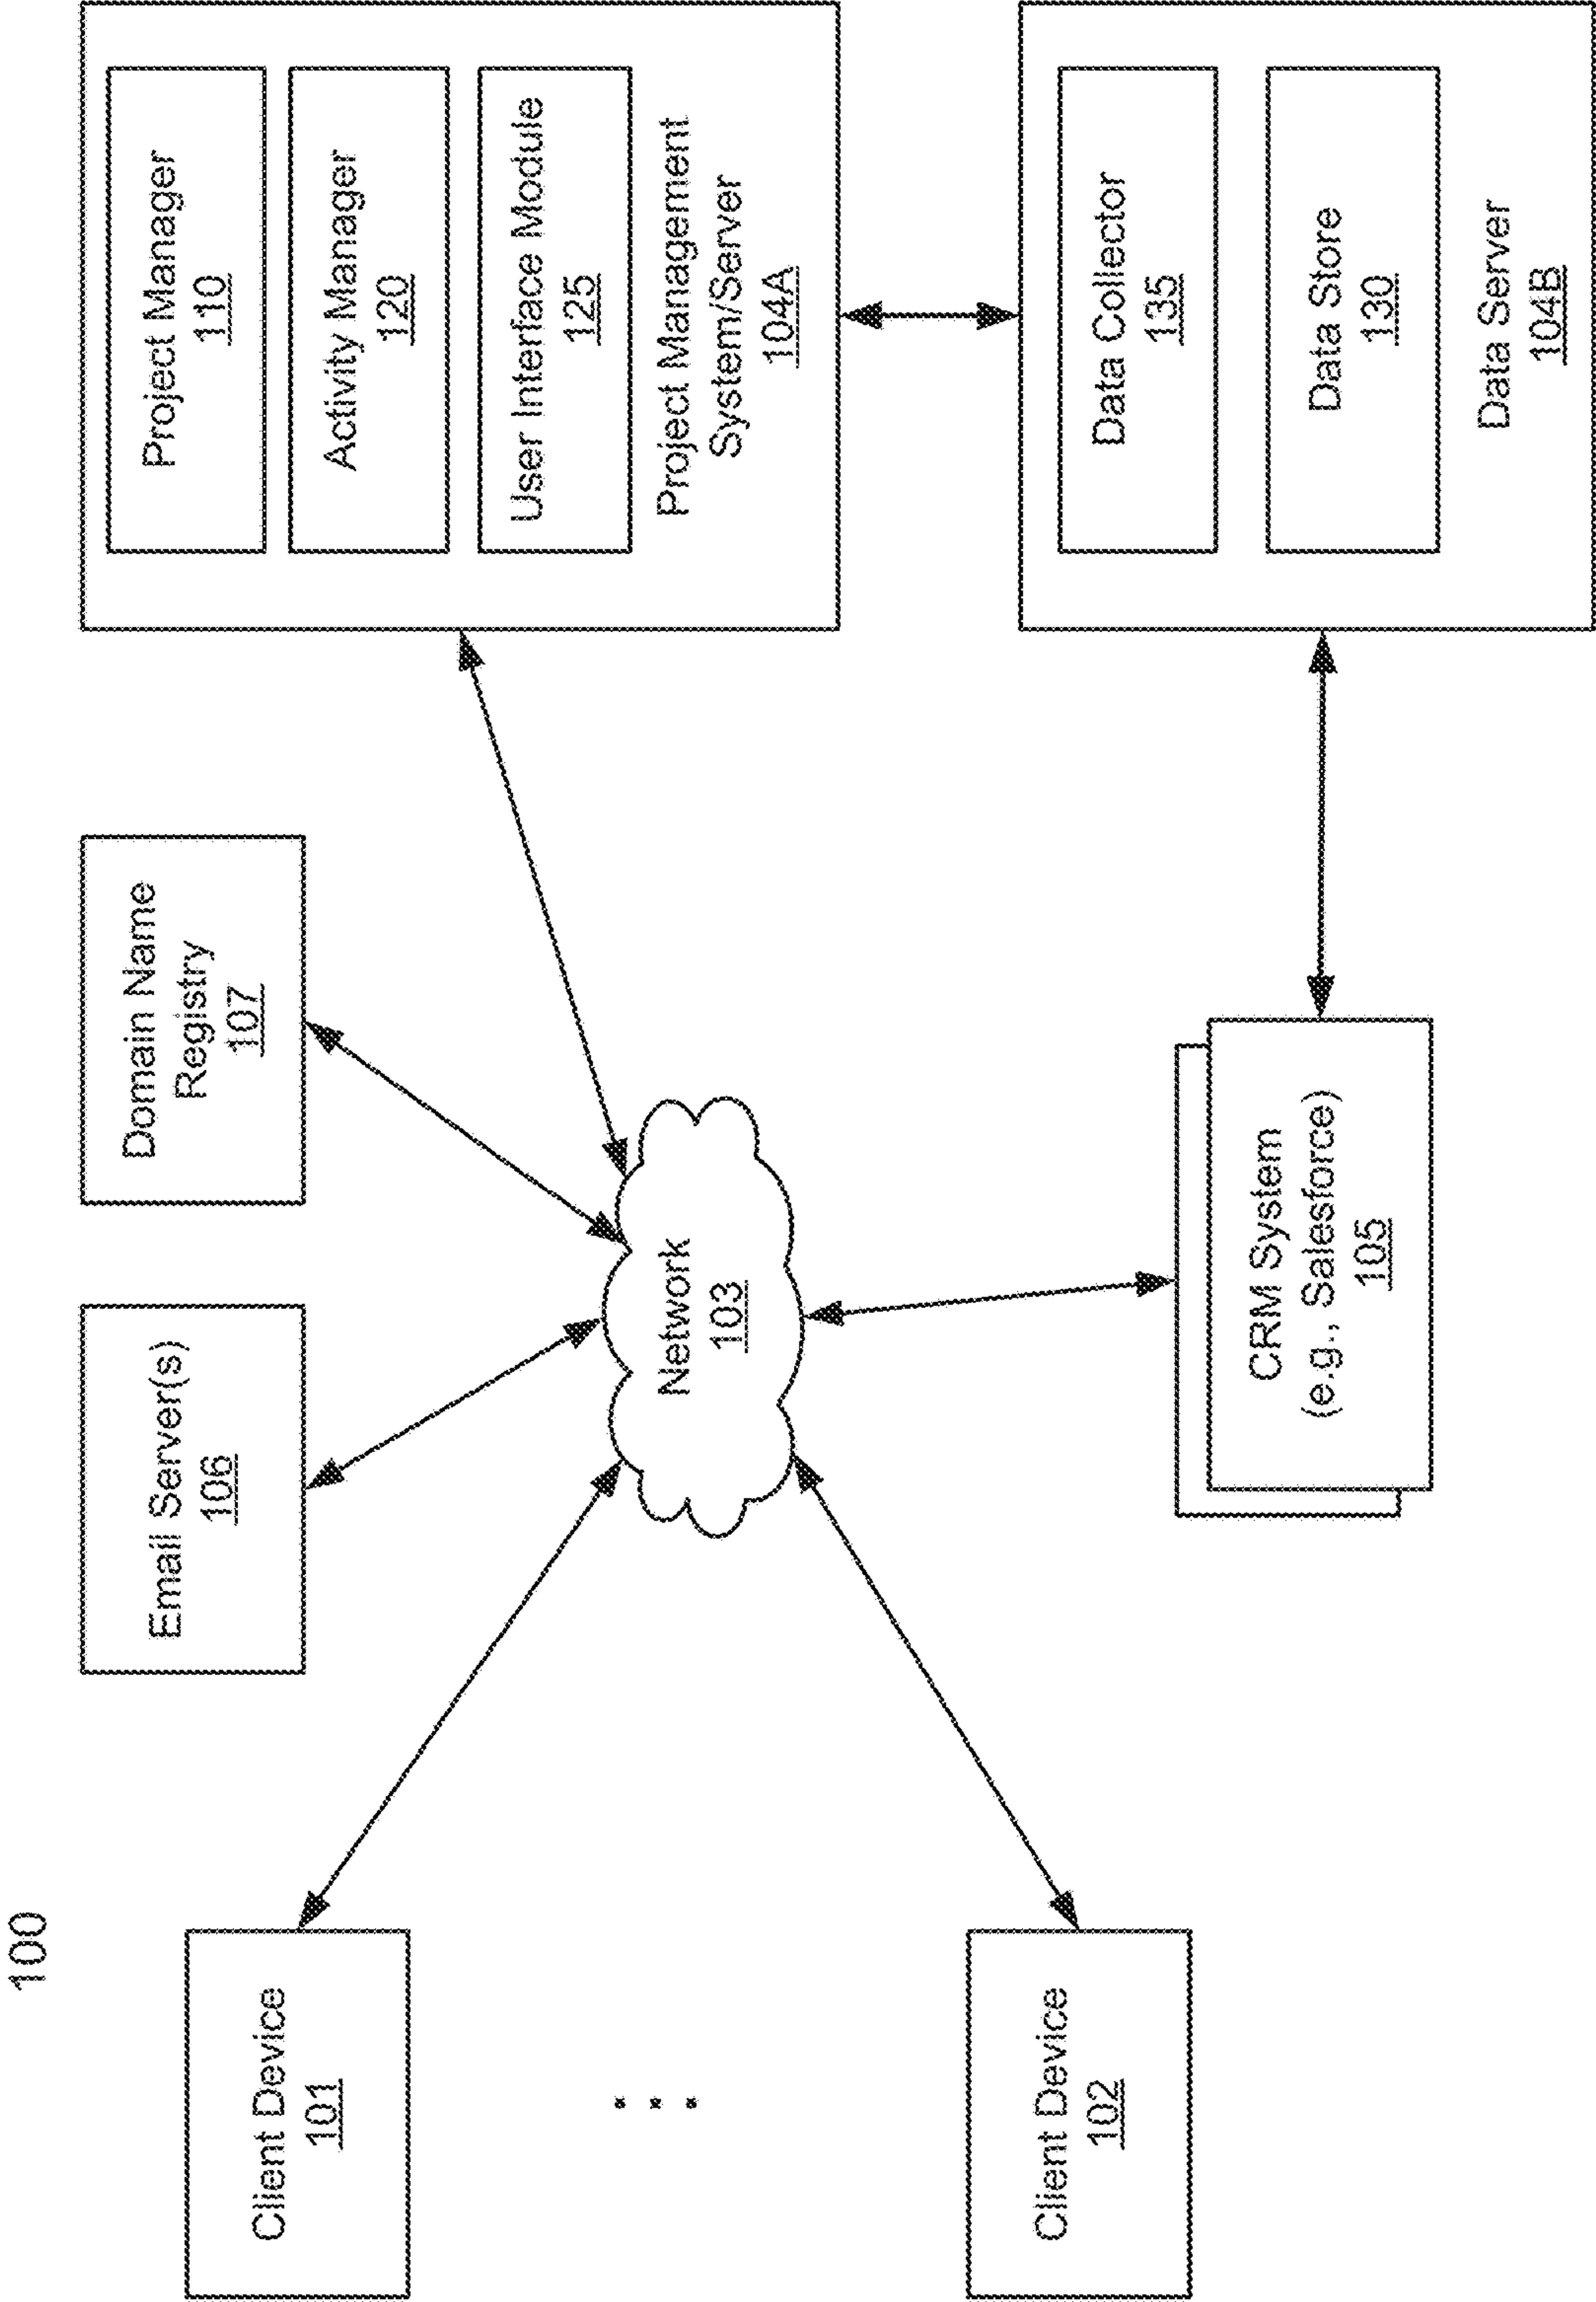 100
Client Device
101
Client Device
102
Email Server(s)
106
Domain Name
Registry
107
Network
103
CRM System
(e.g., Salesforce)
105
Project Manager
110
Activity Manager
120
User Interface Module
125
Project Management
System/Server
104A
Data Collector
135
Data Store
130
Data Server
104B